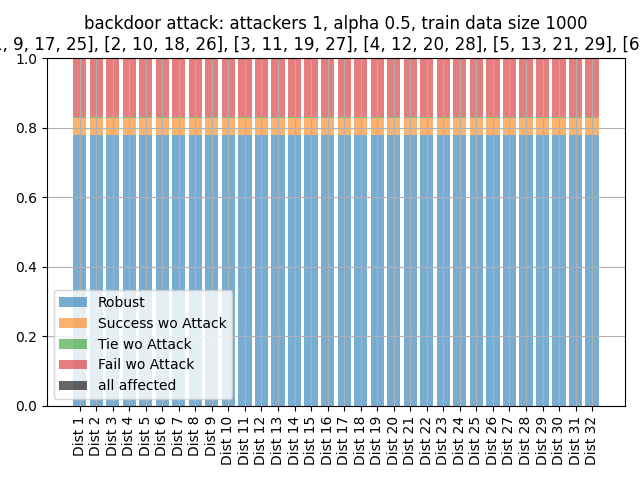 backdoor attack: attackers 1, alpha 0.5, train data size 1000
, 9, 17, 25], [2, 10, 18, 26], [3, 11, 19, 27], [4, 12, 20, 28], [5, 13, 21, 29], [6
1.0
0.8
0.6
0.4
0.2
0.0
Robust
Success wo Attack
Tie wo Attack
Fail wo Attack
all affected
Dist 1
Dist 2
Dist 3
Dist 4
Dist 5
Dist 6
Dist 7
Dist 8
Dist 9
Dist 10
Dist 11
Dist 12
Dist 13
Dist 14
Dist 15
Dist 16
Dist 17
Dist 18
Dist 19
Dist 20
Dist 21
Dist 22
Dist 23
Dist 24
Dist 25
Dist 26
Dist 27
Dist 28
Dist 29
Dist 30
Dist 31
Dist 32